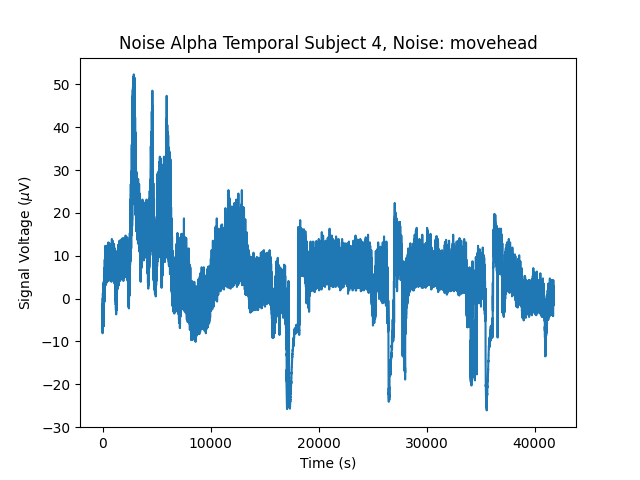 Noise Alpha Temporal Subject 4, Noise: movehead
Signal Voltage (μV)
50
40
30
20
10
0
−10
−20
−30
0 10000 20000 30000 40000
Time (s)